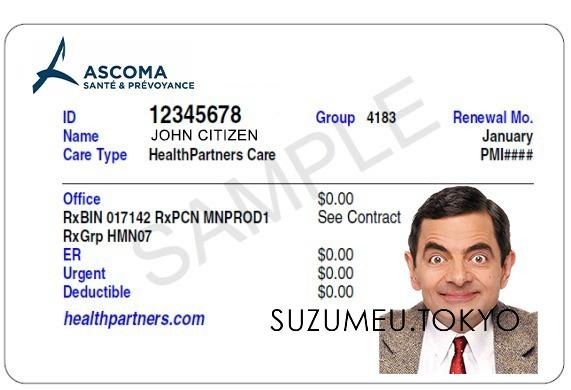 ASCOMA
SANTÉ & PRÉVOYANCE
ID 12345678 Group 4183 Renewal Mo.
Name JOHN CITIZEN January
Care Type HealthPartners Care PMI####
SAMPLE
Office $0.00
RxBIN 017142 RxPCN MNPROD1 See Contract
RxGrp HMN07
ER $0.00
Urgent $0.00
Deductible $0.00
healthpartners.com
SUZUMEU.TOKYO